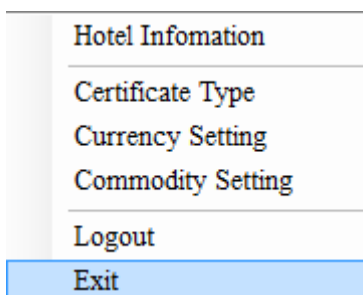 Hotel Infomation
Certificate Type
Currency Setting
Commodity Setting
Logout
Exit